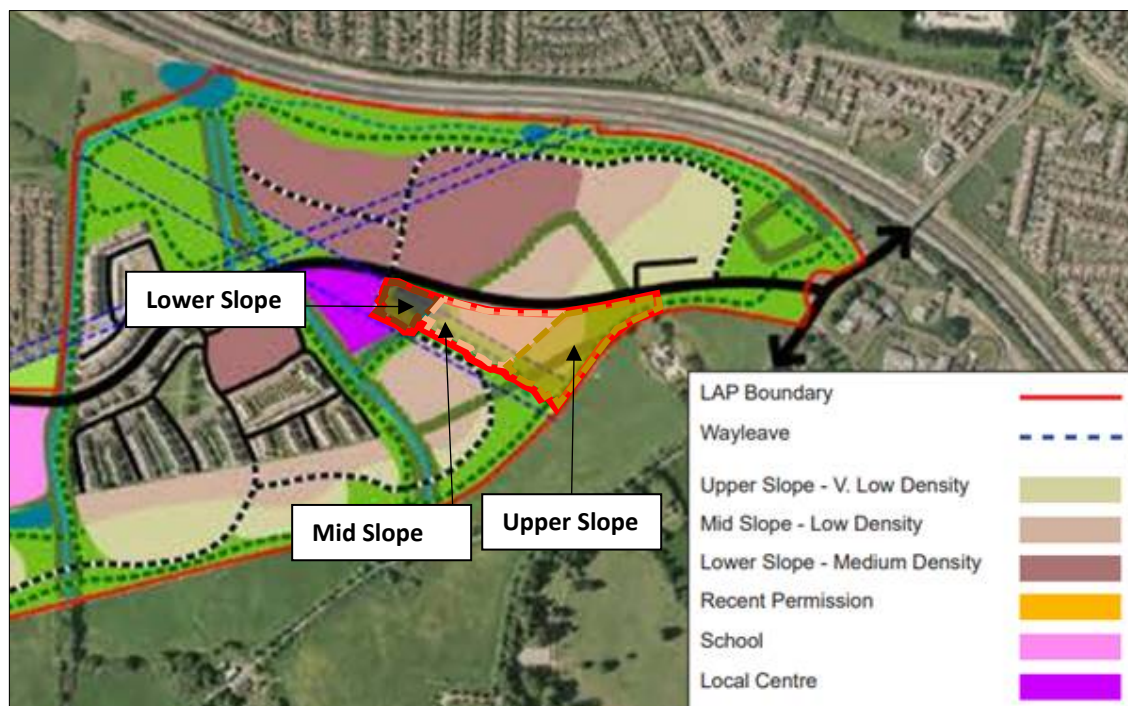 Lower Slope
Mid Slope
Upper Slope
LAP Boundary
Wayleave
Upper Slope - V. Low Density
Mid Slope - Low Density
Lower Slope - Medium Density
Recent Permission
School
Local Centre